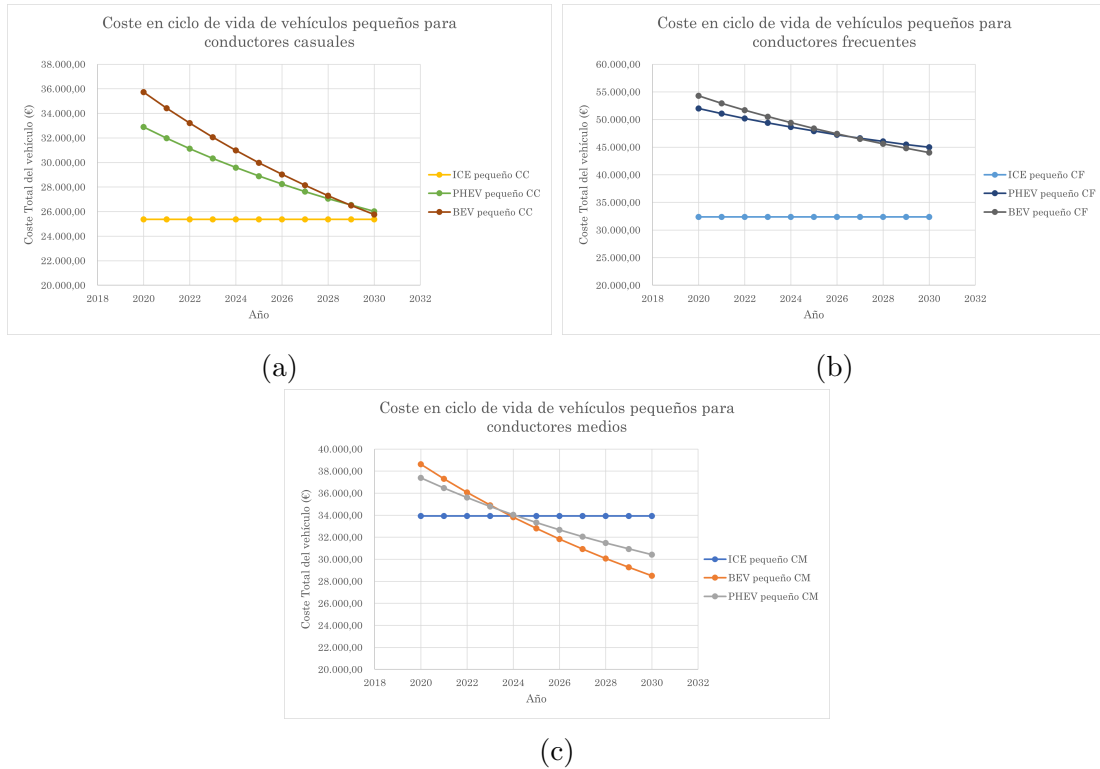 Coste en ciclo de vida de vehículos pequeños para
conductores casuales
Coste Total del vehículo (€)
38.000,00
36.000,00
34.000,00
32.000,00
30.000,00
28.000,00
26.000,00
24.000,00
22.000,00
20.000,00
2018 2020 2022 2024 2026 2028 2030 2032
Año
ICE pequeño CC
PHEV pequeño CC
BEV pequeño CC
(a)
Coste en ciclo de vida de vehículos pequeños para
conductores frecuentes
Coste Total del vehículo (€)
60.000,00
55.000,00
50.000,00
45.000,00
40.000,00
35.000,00
30.000,00
25.000,00
20.000,00
2018 2020 2022 2024 2026 2028 2030 2032
Año
ICE pequeño CF
PHEV pequeño CF
BEV pequeño CF
(b)
Coste en ciclo de vida de vehículos pequeños para
conductores medios
Coste Total del vehículo (€)
40.000,00
38.000,00
36.000,00
34.000,00
32.000,00
30.000,00
28.000,00
26.000,00
24.000,00
22.000,00
20.000,00
2018 2020 2022 2024 2026 2028 2030 2032
Año
ICE pequeño CM
BEV pequeño CM
PHEV pequeño CM
(c)